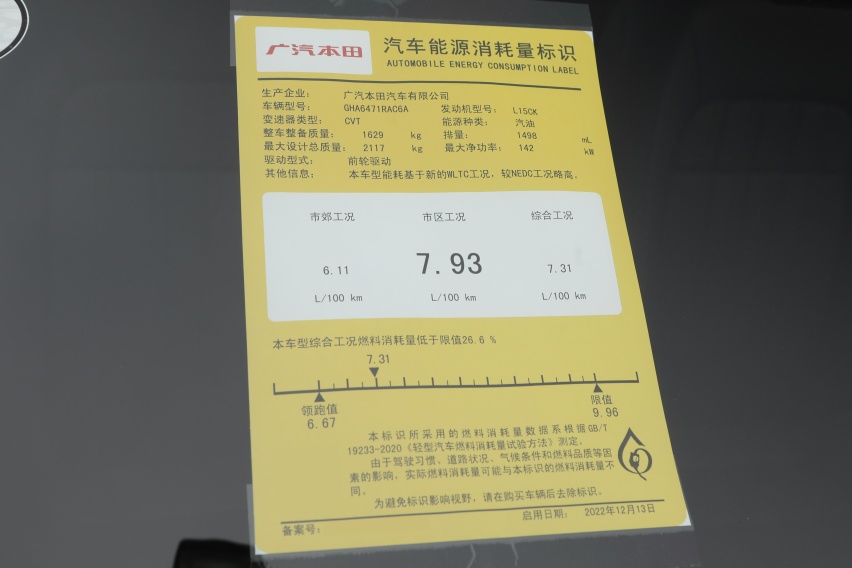 广汽本田
汽车能源消耗量标识
AUTOMOBILE ENERGY CONSUMPTION LABEL
生产企业： 广汽本田汽车有限公司
车辆型号： GHA6471RAC6A 发动机型号： L15CK
变速器类型： CVT 能源种类： 汽油
整车整备质量： 1629 kg 排量： 1498 mL
最大设计总质量： 2117 kg 最大净功率： 142 kW
驱动型式： 前轮驱动
其他信息： 本车型能耗基于新的WLTC工况，较NEDC工况略高。
市郊工况 市区工况 综合工况
6.11 7.93 7.31
L/100 km L/100 km L/100 km
本车型综合工况燃料消耗量低于限值26.6 %
7.31
领跑值 限值
6.67 9.96
本标识所采用的燃料消耗量数据系根据GB/T
19233-2020《轻型汽车燃料消耗量试验方法》测定。
由于驾驶习惯、道路状况、气候条件和燃料品质等因
素的影响，实际燃料消耗量可能与本标识的燃料消耗量不
同。
为避免标识影响视野，请在购买车辆后去除标识。
备案号： 启用日期： 2022年12月13日